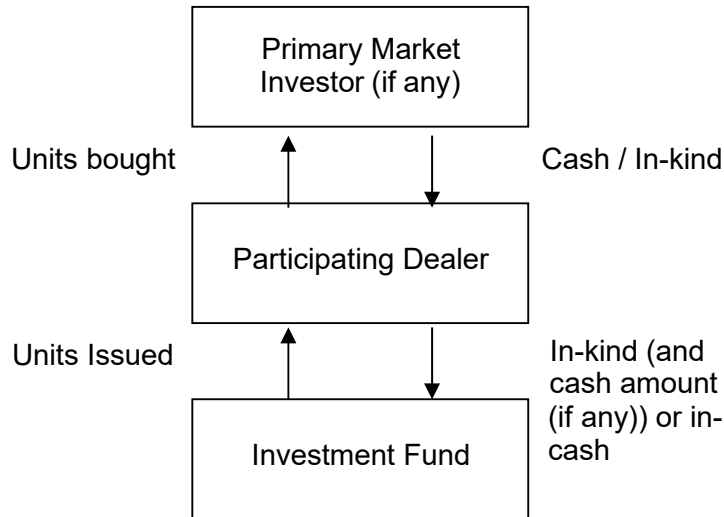 Primary Market
Investor (if any)
Units bought
Cash / In-kind
Participating Dealer
Units Issued
In-kind (and
cash amount
(if any)) or in-
cash
Investment Fund